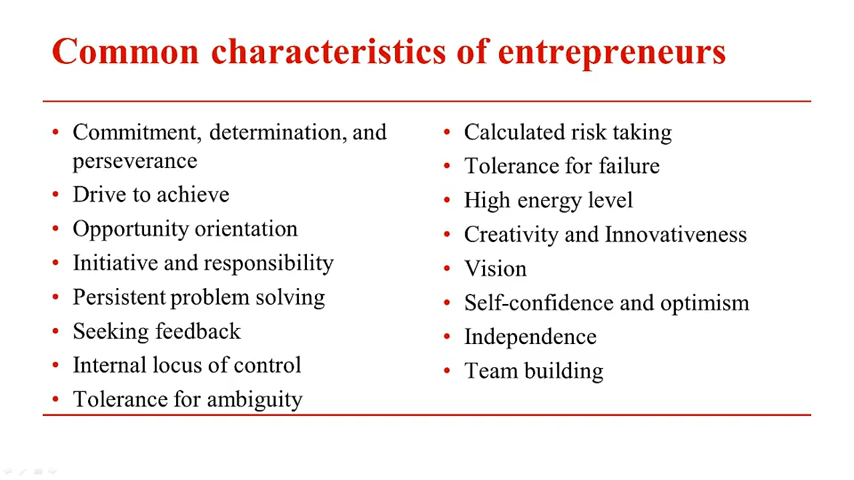 Common characteristics of entrepreneurs
• Commitment, determination, and
perseverance
• Drive to achieve
• Opportunity orientation
• Initiative and responsibility
• Persistent problem solving
• Seeking feedback
• Internal locus of control
• Tolerance for ambiguity
• Calculated risk taking
• Tolerance for failure
• High energy level
• Creativity and Innovativeness
• Vision
• Self-confidence and optimism
• Independence
• Team building